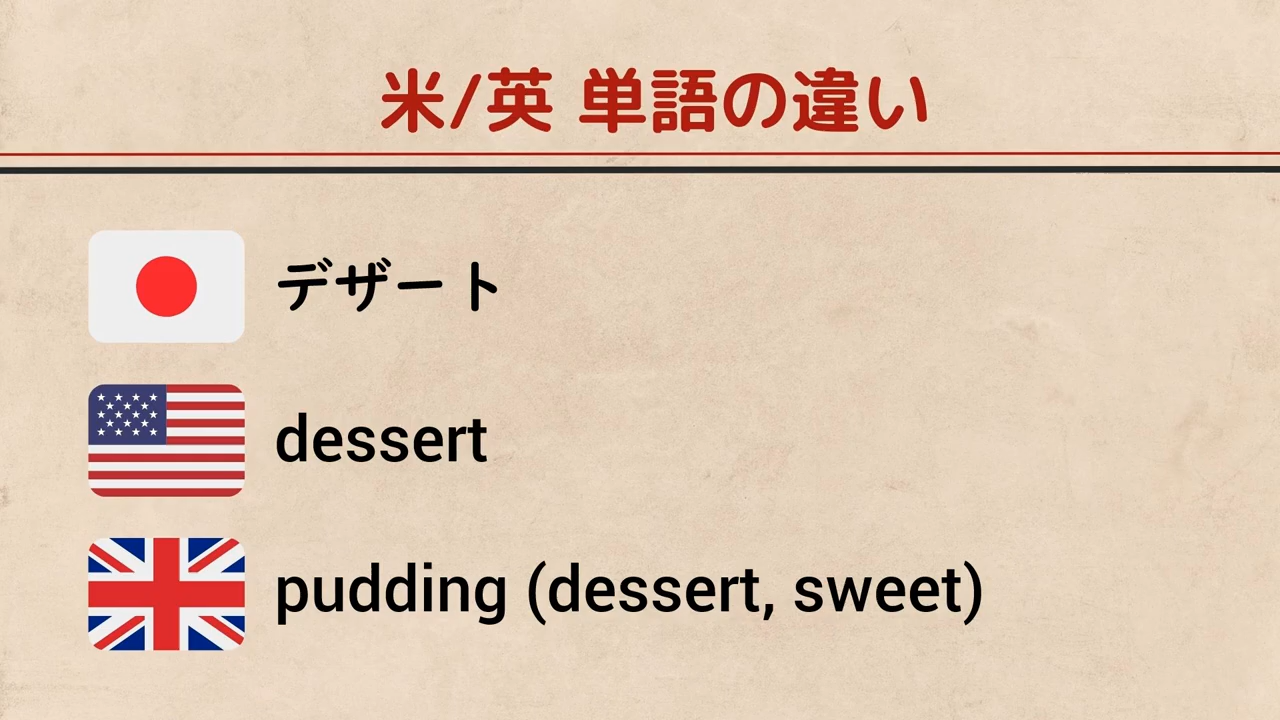 米/英 単語の違い
デザート
dessert
pudding (dessert, sweet)